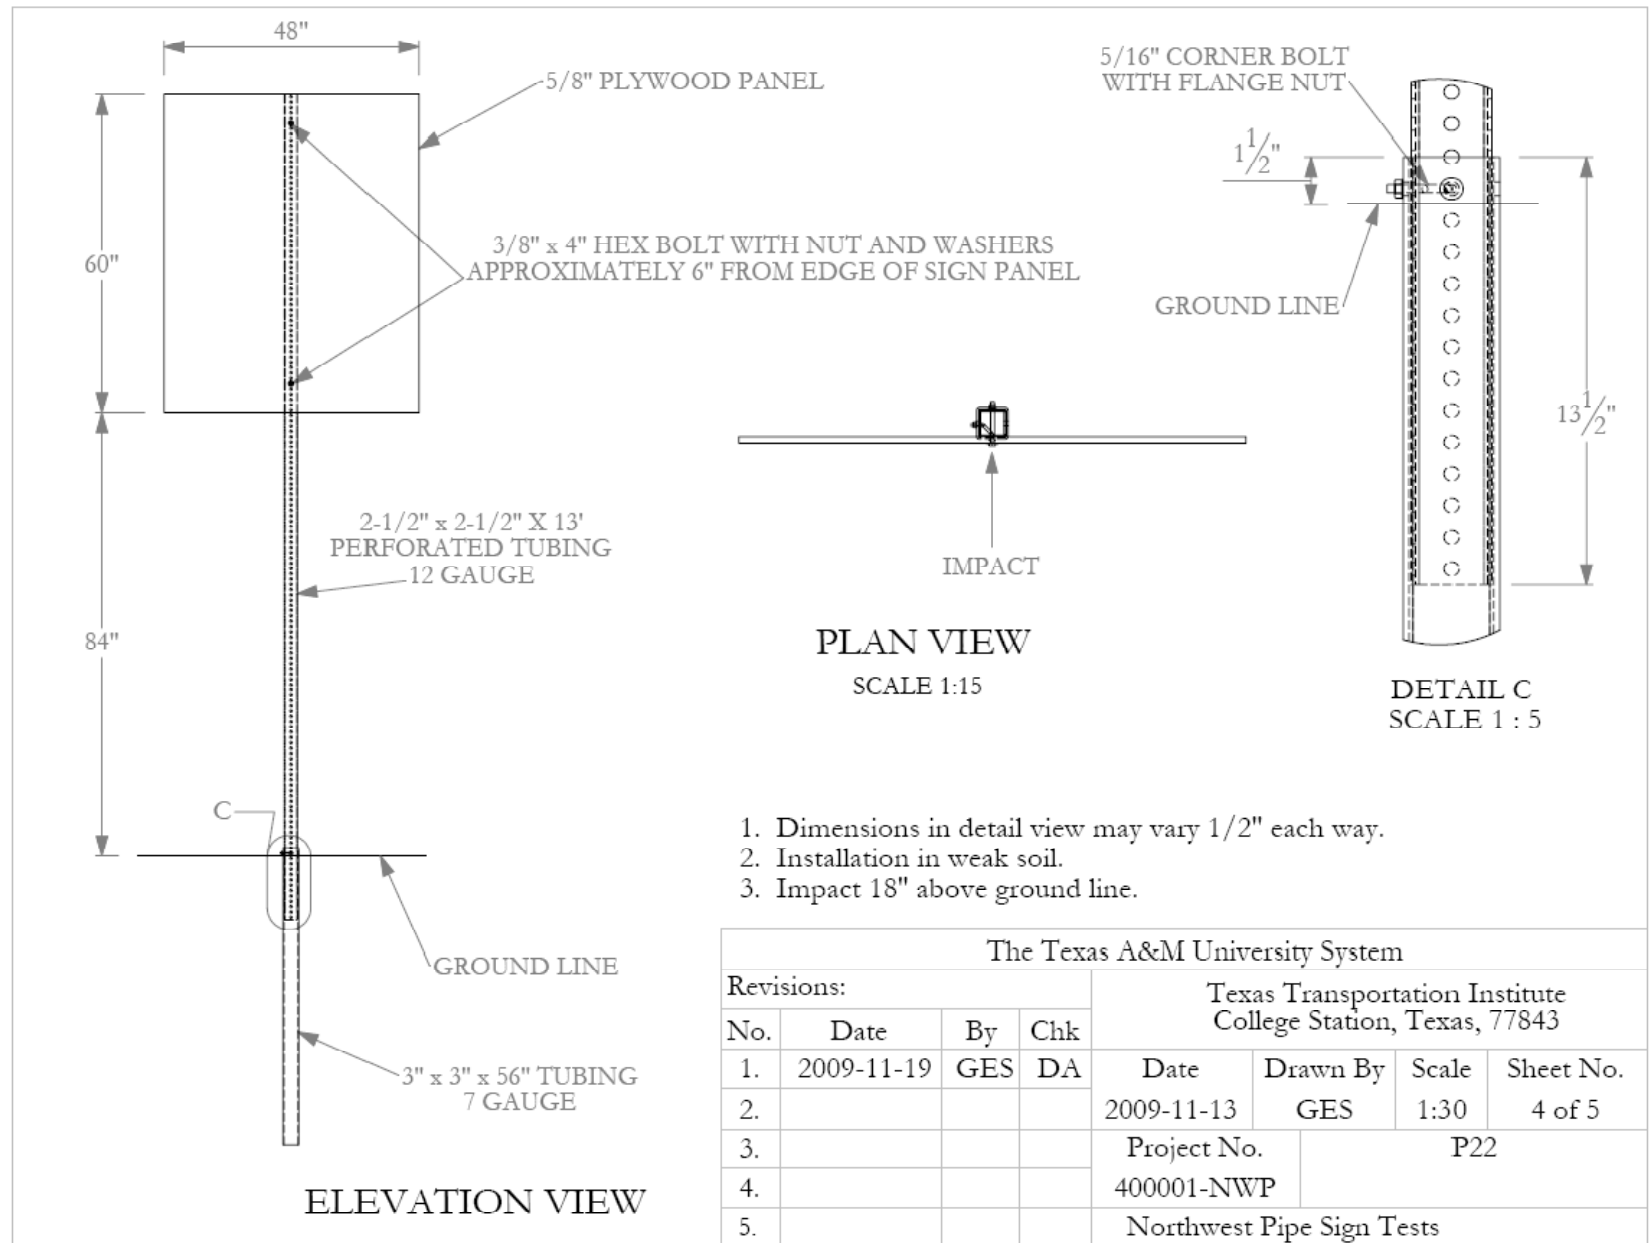 48"
5/8" PLYWOOD PANEL
60"
3/8" x 4" HEX BOLT WITH NUT AND WASHERS
APPROXIMATELY 6" FROM EDGE OF SIGN PANEL
2-1/2" x 2-1/2" X 13'
PERFORATED TUBING
12 GAUGE
84"
C
GROUND LINE
3" x 3" x 56" TUBING
7 GAUGE
ELEVATION VIEW
IMPACT
PLAN VIEW
SCALE 1:15
5/16" CORNER BOLT
WITH FLANGE NUT
1 1/2"
GROUND LINE
13 1/2"
DETAIL C
SCALE 1 : 5
1. Dimensions in detail view may vary 1/2" each way.
2. Installation in weak soil.
3. Impact 18" above ground line.
The Texas A&M University System
Revisions:
Texas Transportation Institute
College Station, Texas, 77843
No. Date By Chk
1. 2009-11-19 GES DA
Date Drawn By Scale Sheet No.
2. 
2009-11-13 GES 1:30 4 of 5
3. 
Project No. P22
4. 
400001-NWP
5. 
Northwest Pipe Sign Tests